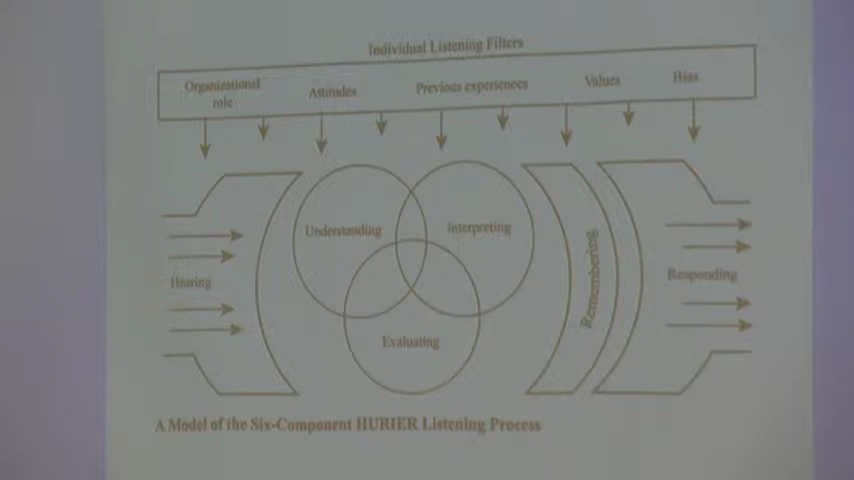 Individual Listening Filters
Organizational
role
Attitudes
Previous experiences
Values
Bias
Understanding
Interpreting
Hearing
Remembering
Responding
Evaluating
A Model of the Six-Component HURIER Listening Process